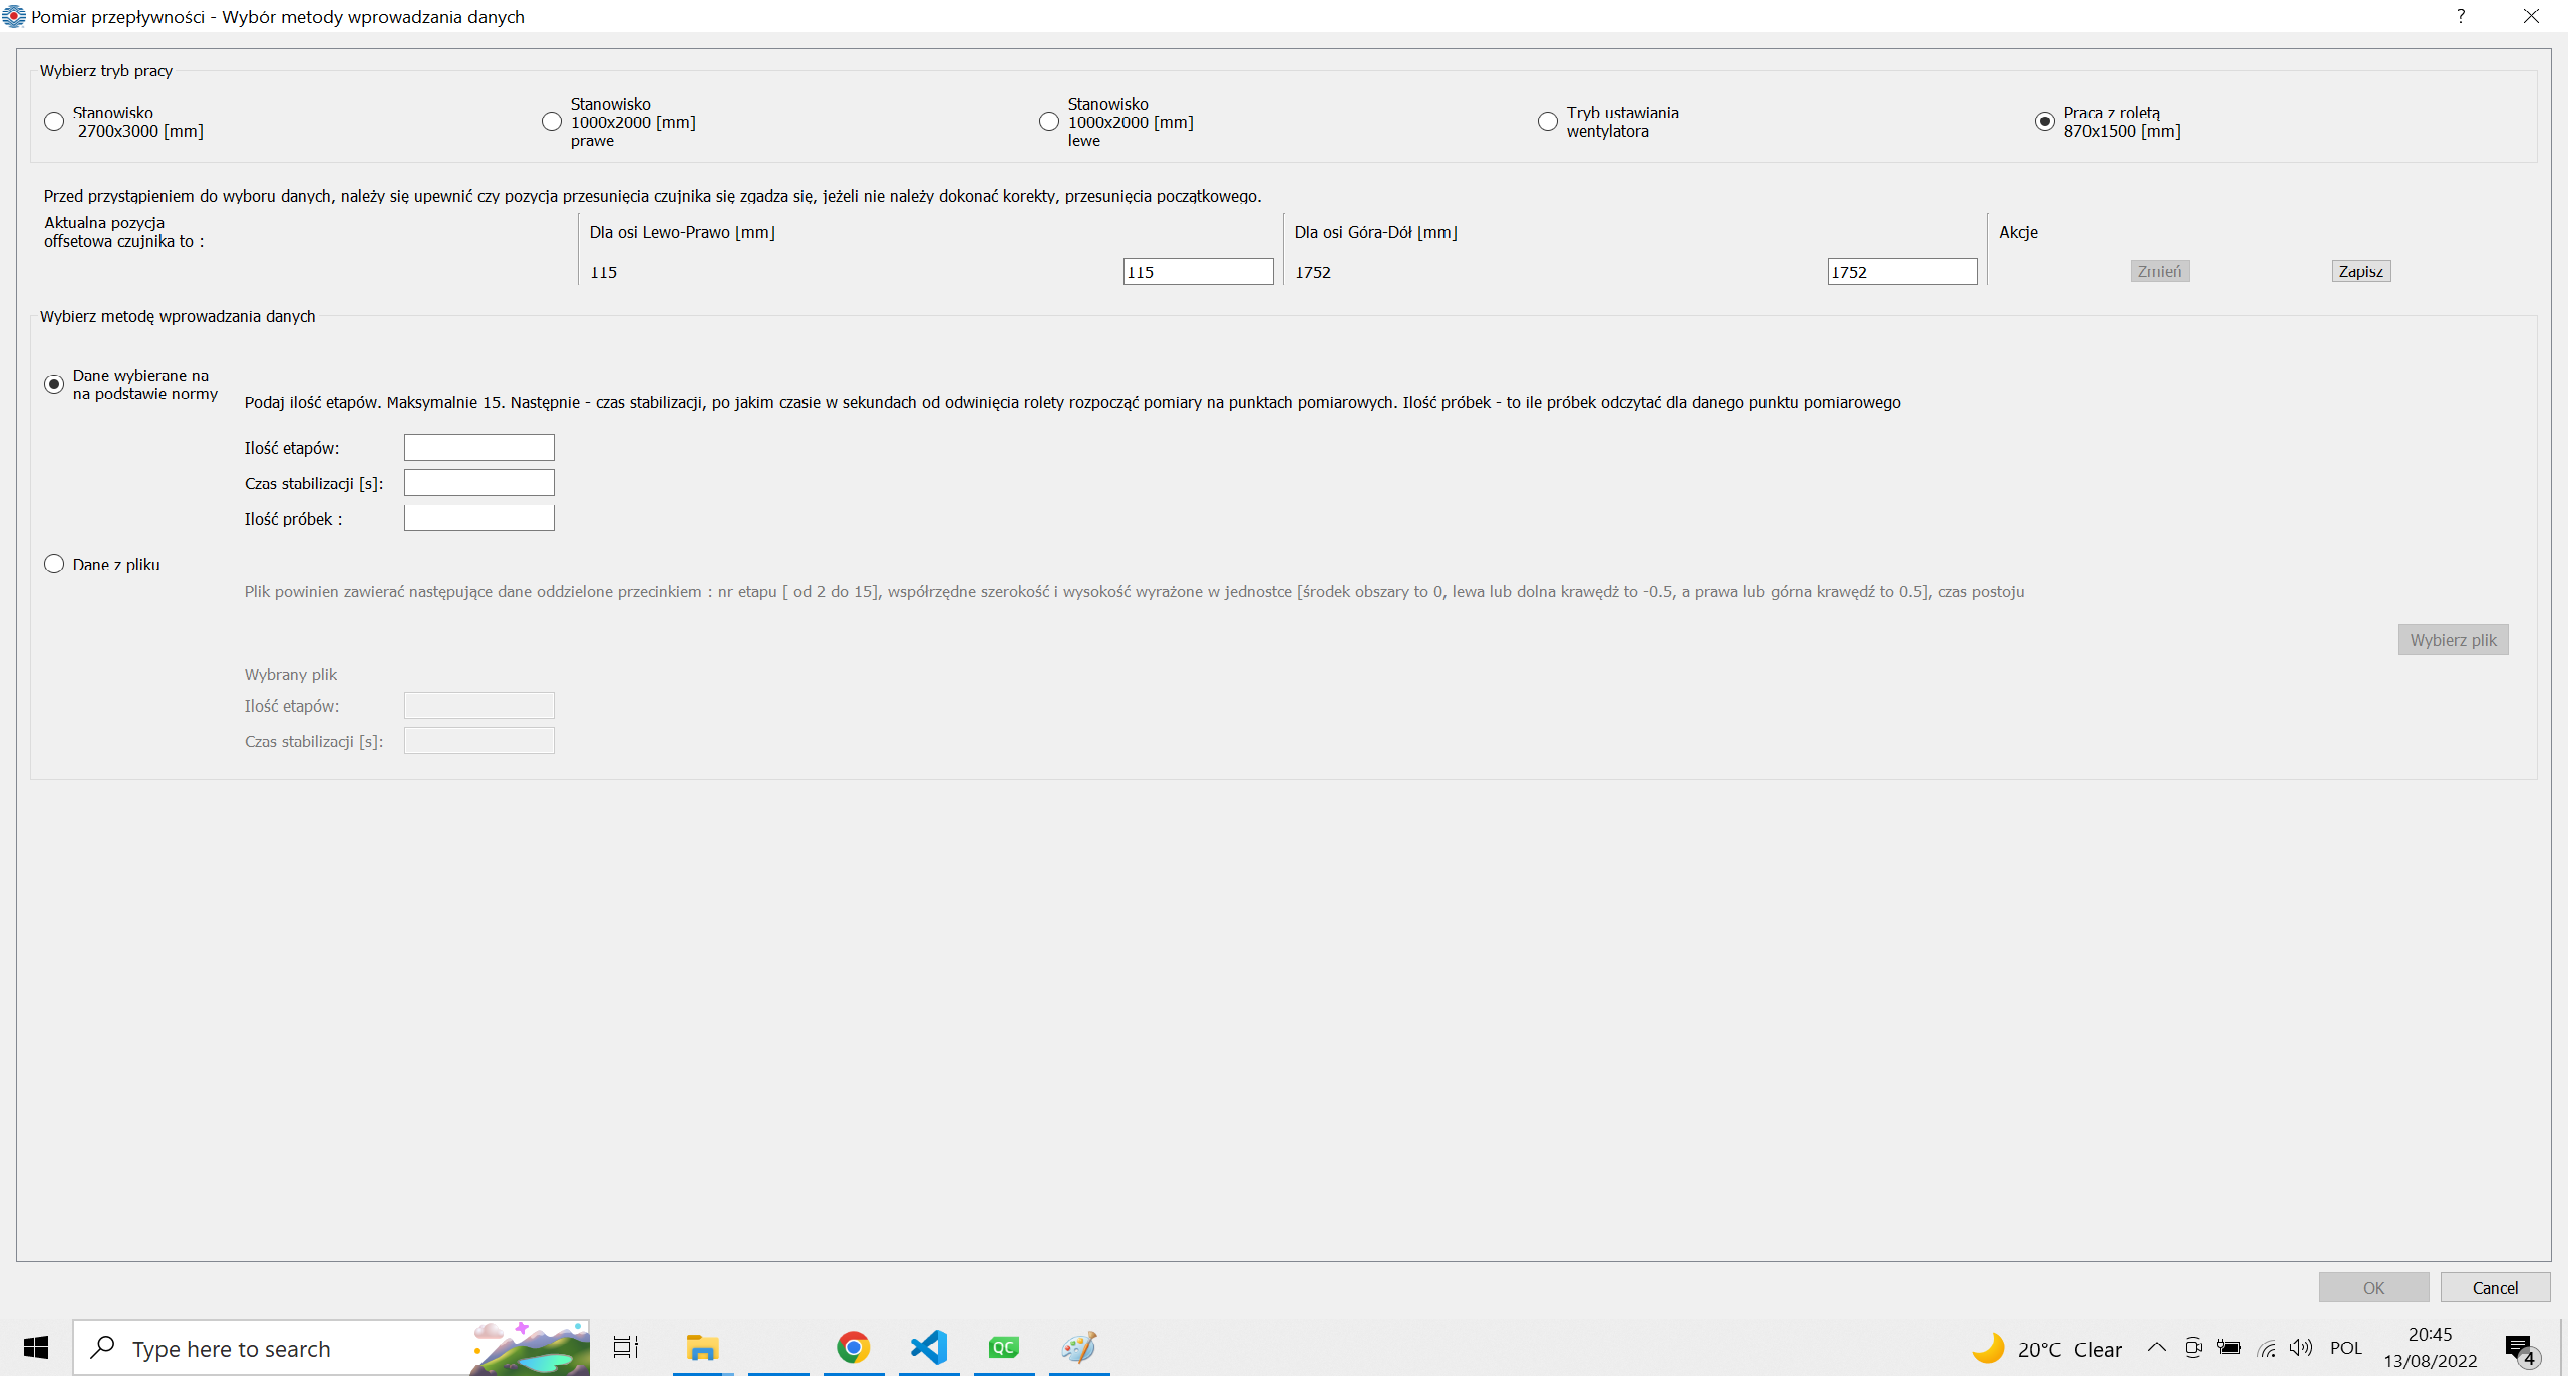 Pomiar przepływności - Wybór metody wprowadzania danych
?
Wybierz tryb pracy
Stanowisko
2700x3000 [mm]
Stanowisko
1000x2000 [mm]
prawe
Stanowisko
1000x2000 [mm]
lewe
Tryb ustawiania
wentylatora
Praca z roletą
870x1500 [mm]
Przed przystąpieniem do wyboru danych, należy się upewnić czy pozycja przesunięcia czujnika się zgadza się, jeżeli nie należy dokonać korekty, przesunięcia początkowego.
Aktualna pozycja
offsetowa czujnika to :
Dla osi Lewo-Prawo [mm]
115
115
Dla osi Góra-Dół [mm]
1752
1752
Akcje
Zmień
Zapisz
Wybierz metodę wprowadzania danych
Dane wybierane na
na podstawie normy
Podaj ilość etapów. Maksymalnie 15. Następnie - czas stabilizacji, po jakim czasie w sekundach od odwinięcia rolety rozpocząć pomiary na punktach pomiarowych. Ilość próbek - to ile próbek odczytać dla danego punktu pomiarowego
Ilość etapów:
Czas stabilizacji [s]:
Ilość próbek :
Dane z pliku
Plik powinien zawierać następujące dane oddzielone przecinkiem : nr etapu [ od 2 do 15], współrzędne szerokość i wysokość wyrażone w jednostce [środek obszary to 0, lewa lub dolna krawędż to -0.5, a prawa lub górna krawędź to 0.5], czas postoju
Wybierz plik
Wybrany plik
Ilość etapów:
Czas stabilizacji [s]:
OK
Cancel
Type here to search
QC
20°C Clear
POL
20:45
13/08/2022
4